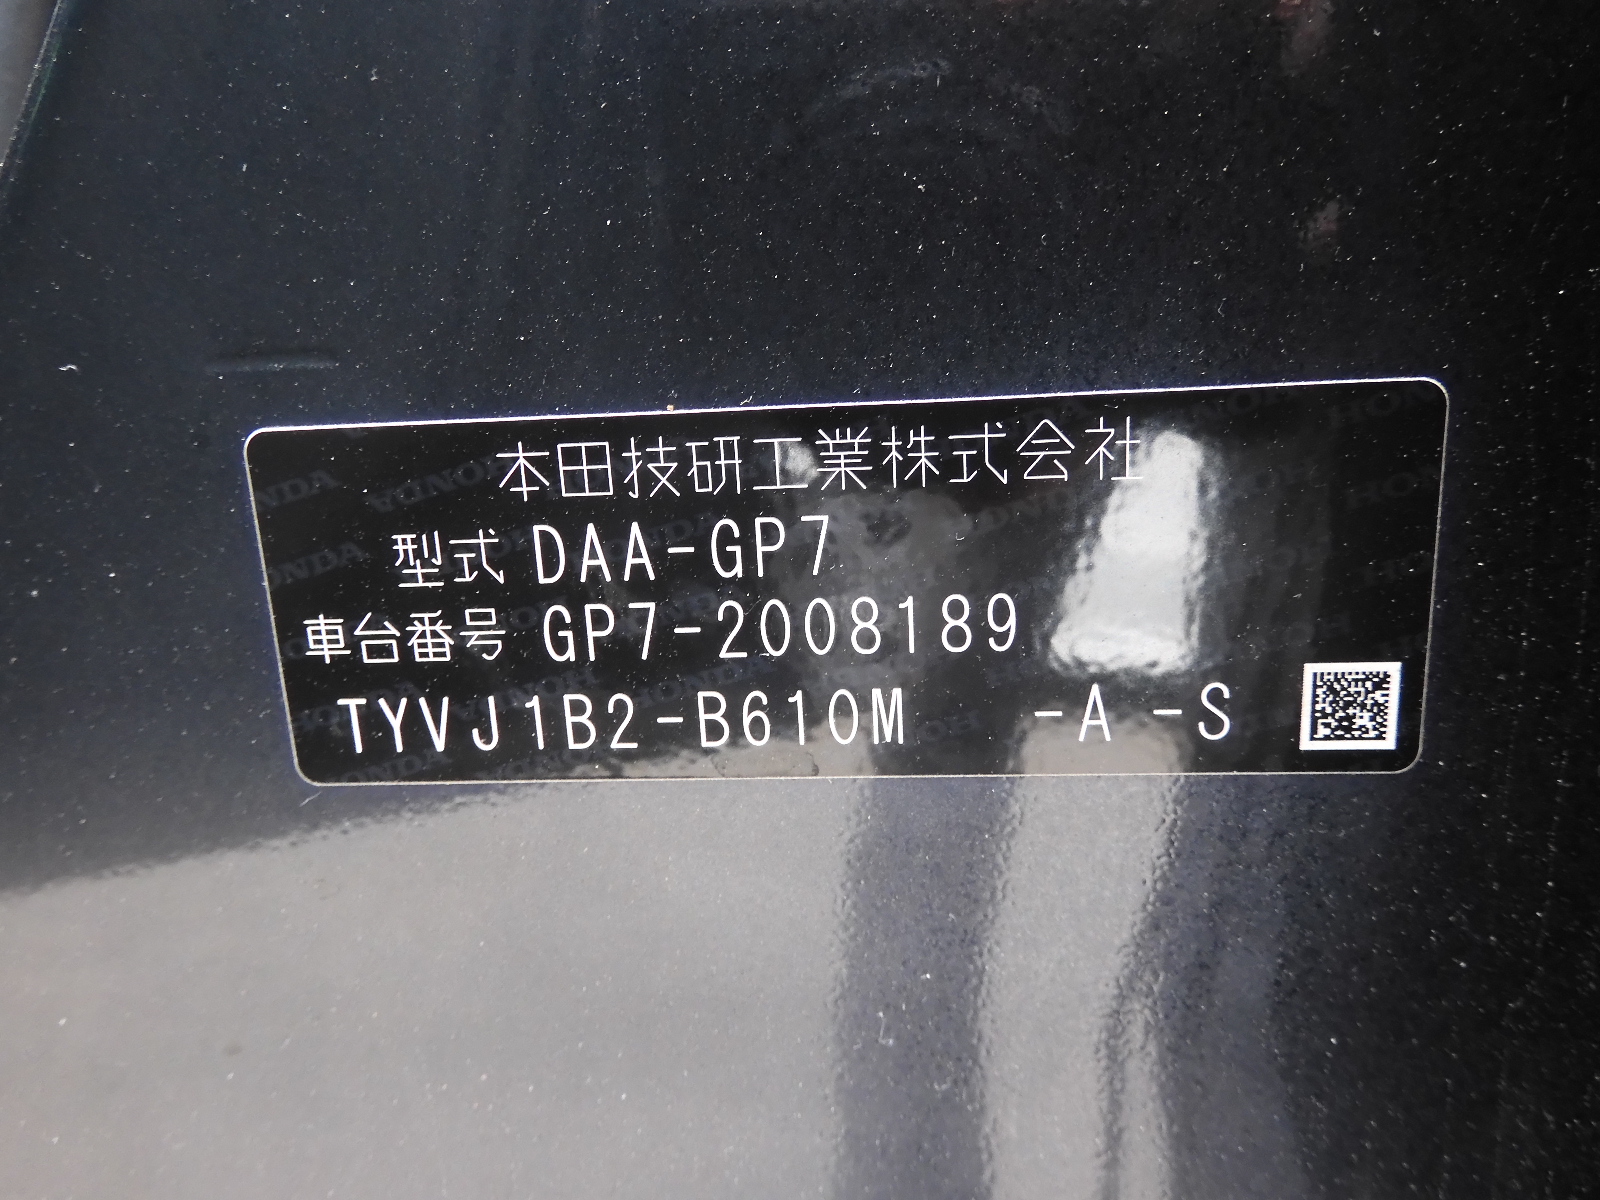 本田技研工業株式会社
型式 DAA-GP7
車台番号 GP7-2008189
TYVJ1B2-B610M -A -S